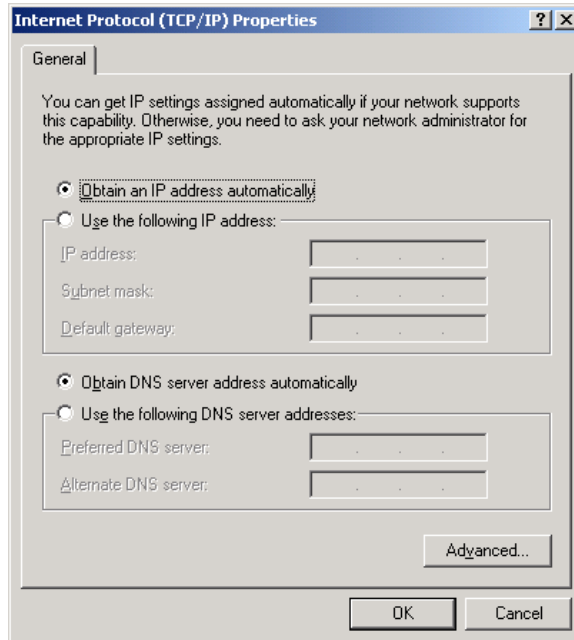 Internet Protocol (TCP/IP) Properties
General
You can get IP settings assigned automatically if your network supports
this capability. Otherwise, you need to ask your network administrator for
the appropriate IP settings.
Obtain an IP address automatically
Use the following IP address:
IP address:
Subnet mask:
Default gateway:
Obtain DNS server address automatically
Use the following DNS server addresses:
Preferred DNS server:
Alternate DNS server:
Advanced...
OK Cancel